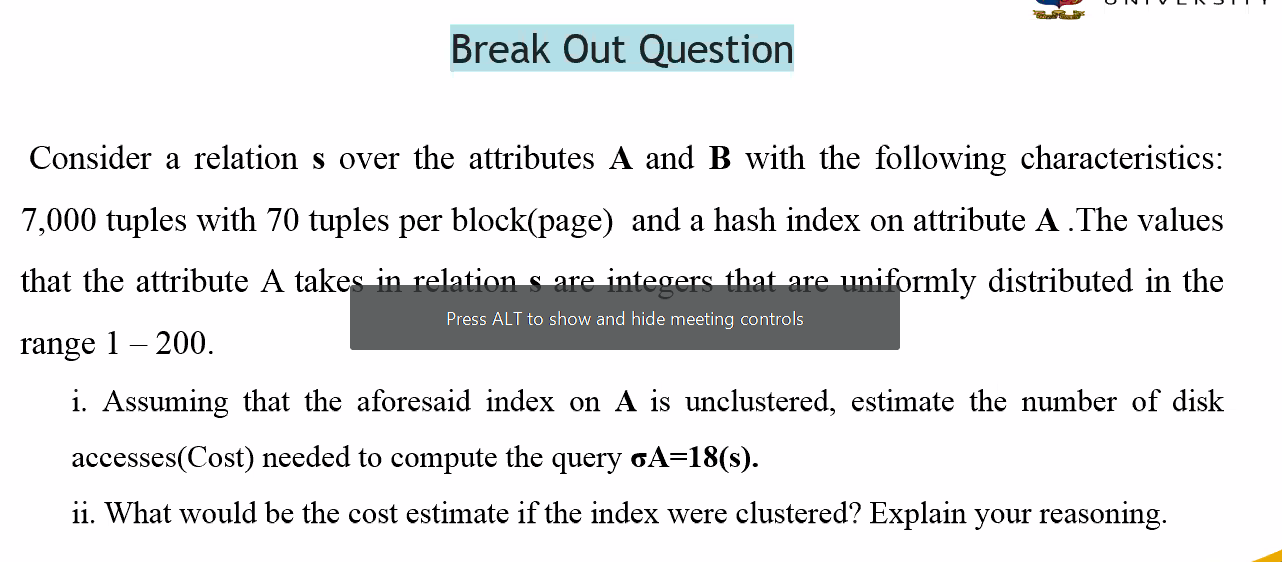 UNIVERSITY
Break Out Question
Consider a relation s over the attributes A and B with the following characteristics:
7,000 tuples with 70 tuples per block(page) and a hash index on attribute A .The values
that the attribute A takes in relation s are integers that are uniformly distributed in the
Press ALT to show and hide meeting controls
range 1 – 200.
i. Assuming that the aforesaid index on A is unclustered, estimate the number of disk
accesses(Cost) needed to compute the query σA=18(s).
ii. What would be the cost estimate if the index were clustered? Explain your reasoning.